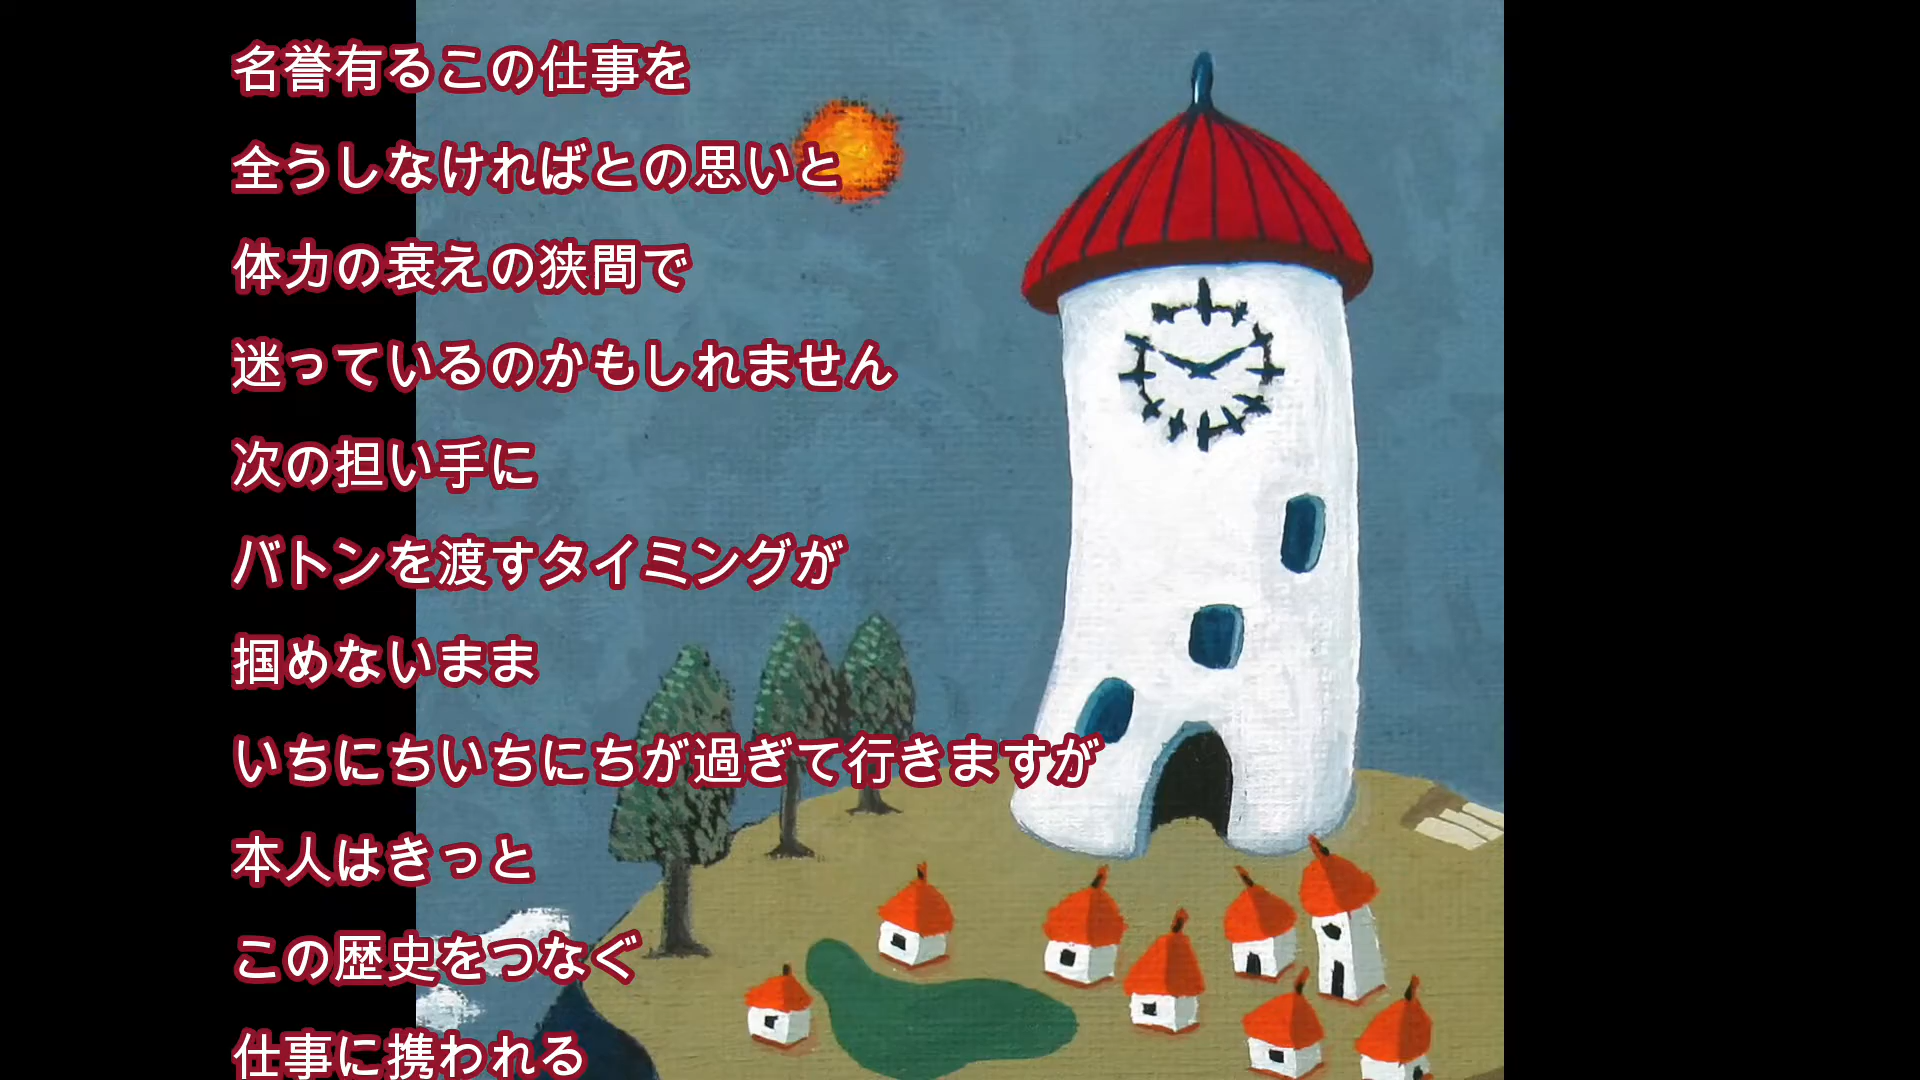 名誉有るこの仕事を
全うしなければとの思いと
体力の衰えの狭間で
迷っているのかもしれません
次の担い手に
バトンを渡すタイミングが
掴めないまま
いちにちいちにちが過ぎて行きますが
本人はきっと
この歴史をつなぐ
仕事に携われる